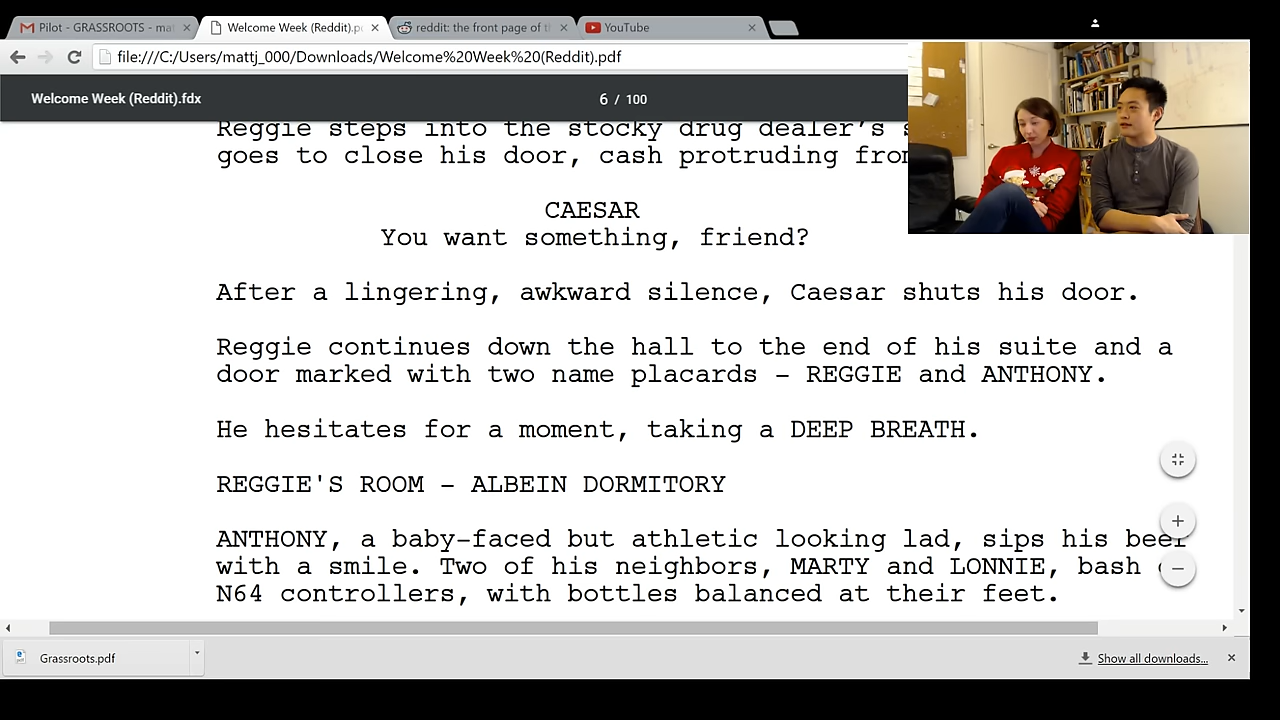 Pilot - GRASSROOTS - ma
Welcome Week (Reddit).p
reddit: the front page of t
YouTube
file:///C:/Users/mattj_000/Downloads/Welcome%20Week%20(Reddit).pdf
Welcome Week (Reddit).fdx
6 / 100
Reggie steps into the stocky drug dealer's
goes to close his door, cash protruding
CAESAR
You want something, friend?
After a lingering, awkward silence, Caesar shuts his door.
Reggie continues down the hall to the end of his suite and a
door marked with two name placards – REGGIE and ANTHONY.
He hesitates for a moment, taking a DEEP BREATH.
REGGIE'S ROOM – ALBEIN DORMITORY
ANTHONY, a baby-faced but athletic looking lad, sips his beer
with a smile. Two of his neighbors, MARTY and LONNIE, bash
N64 controllers, with bottles balanced at their feet.
Grassroots.pdf
Show all downloads...